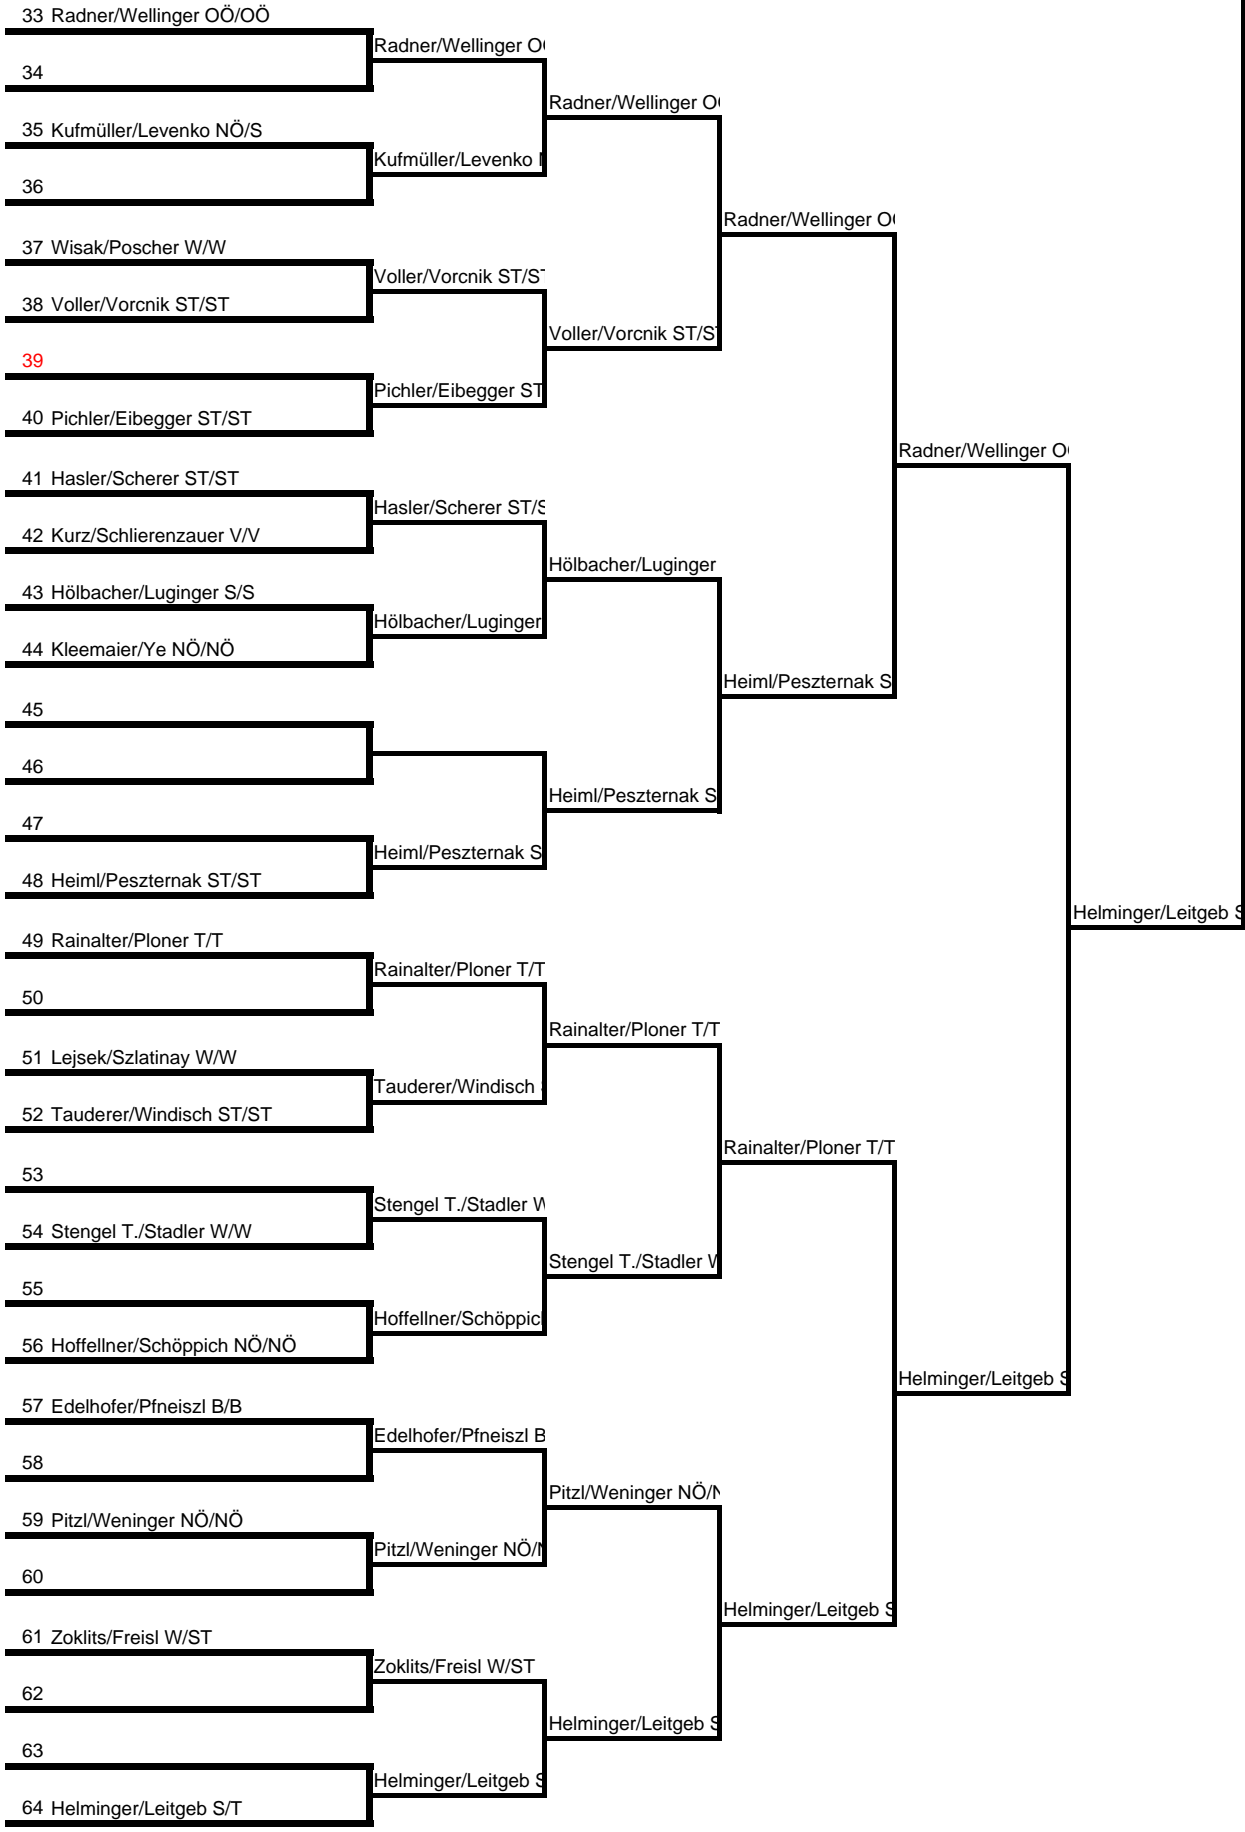 33 Radner/Wellinger OÖ/OÖ
34
35 Kufmüller/Levenko NÖ/S
36
37 Wisak/Poscher W/W
38 Voller/Vorcnik ST/ST
39
40 Pichler/Eibegger ST/ST
41 Hasler/Scherer ST/ST
42 Kurz/Schlierenzauer V/V
43 Hölbacher/Luginger S/S
44 Kleemaier/Ye NÖ/NÖ
45
46
47
48 Heiml/Peszternak ST/ST
49 Rainalter/Ploner T/T
50
51 Lejsek/Szlatinay W/W
52 Tauderer/Windisch ST/ST
53
54 Stengel T./Stadler W/W
55
56 Hoffellner/Schöppich NÖ/NÖ
57 Edelhofer/Pfneiszl B/B
58
59 Pitzl/Weninger NÖ/NÖ
60
61 Zoklits/Freisl W/ST
62
63
64 Helminger/Leitgeb S/T
Radner/Wellinger O
Kufmüller/Levenko
Voller/Vorcnik ST/S
Pichler/Eibegger ST
Hasler/Scherer ST/S
Hölbacher/Luginger
Heiml/Peszternak S
Rainalter/Ploner T/T
Tauderer/Windisch
Stengel T./Stadler W
Hoffellner/Schöppich
Edelhofer/Pfneiszl B
Pitzl/Weninger NÖ/N
Zoklits/Freisl W/ST
Helminger/Leitgeb S
Radner/Wellinger O
Voller/Vorcnik ST/S
Hölbacher/Luginger
Heiml/Peszternak S
Rainalter/Ploner T/T
Stengel T./Stadler W
Pitzl/Weninger NÖ/N
Helminger/Leitgeb S
Radner/Wellinger O
Heiml/Peszternak S
Rainalter/Ploner T/T
Helminger/Leitgeb S
Radner/Wellinger O
Helminger/Leitgeb S
Helminger/Leitgeb S